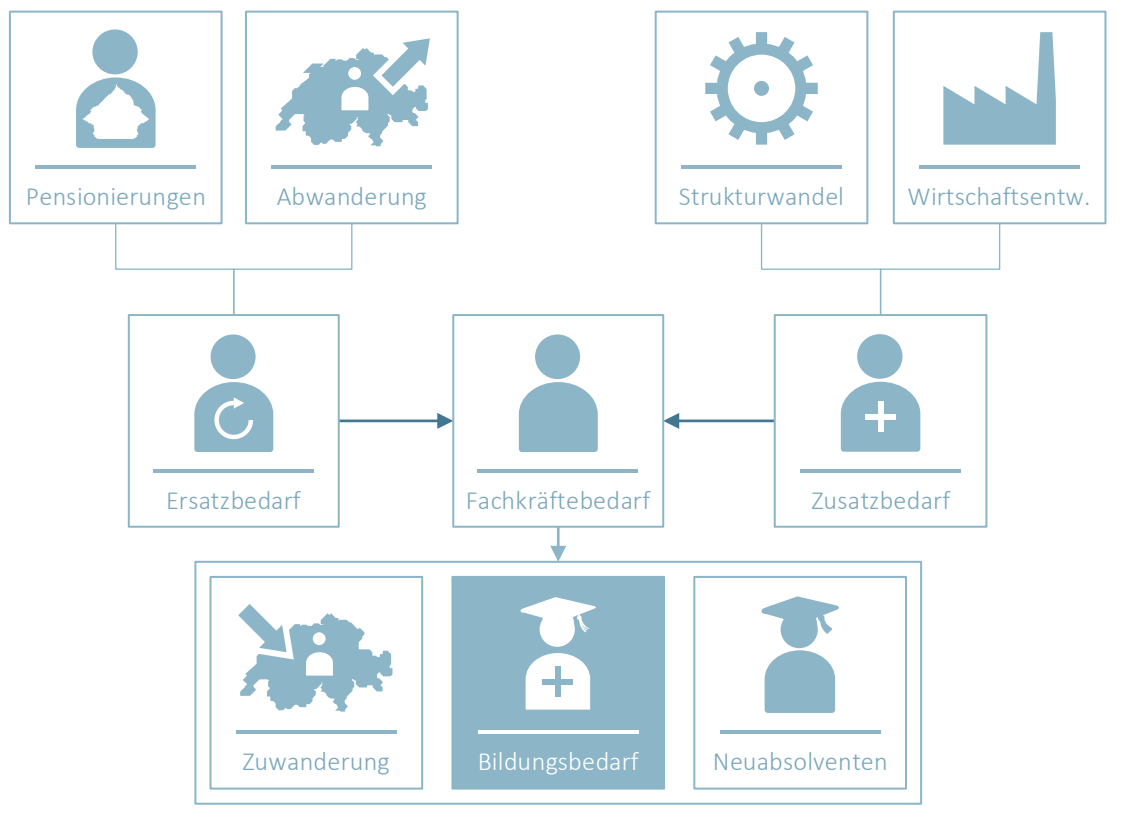 Pensionierungen
Abwanderung
Strukturwandel
Wirtschaftsentw.
Ersatzbedarf
Fachkräftebedarf
Zusatzbedarf
Zuwanderung
Bildungsbedarf
Neuabsolventen